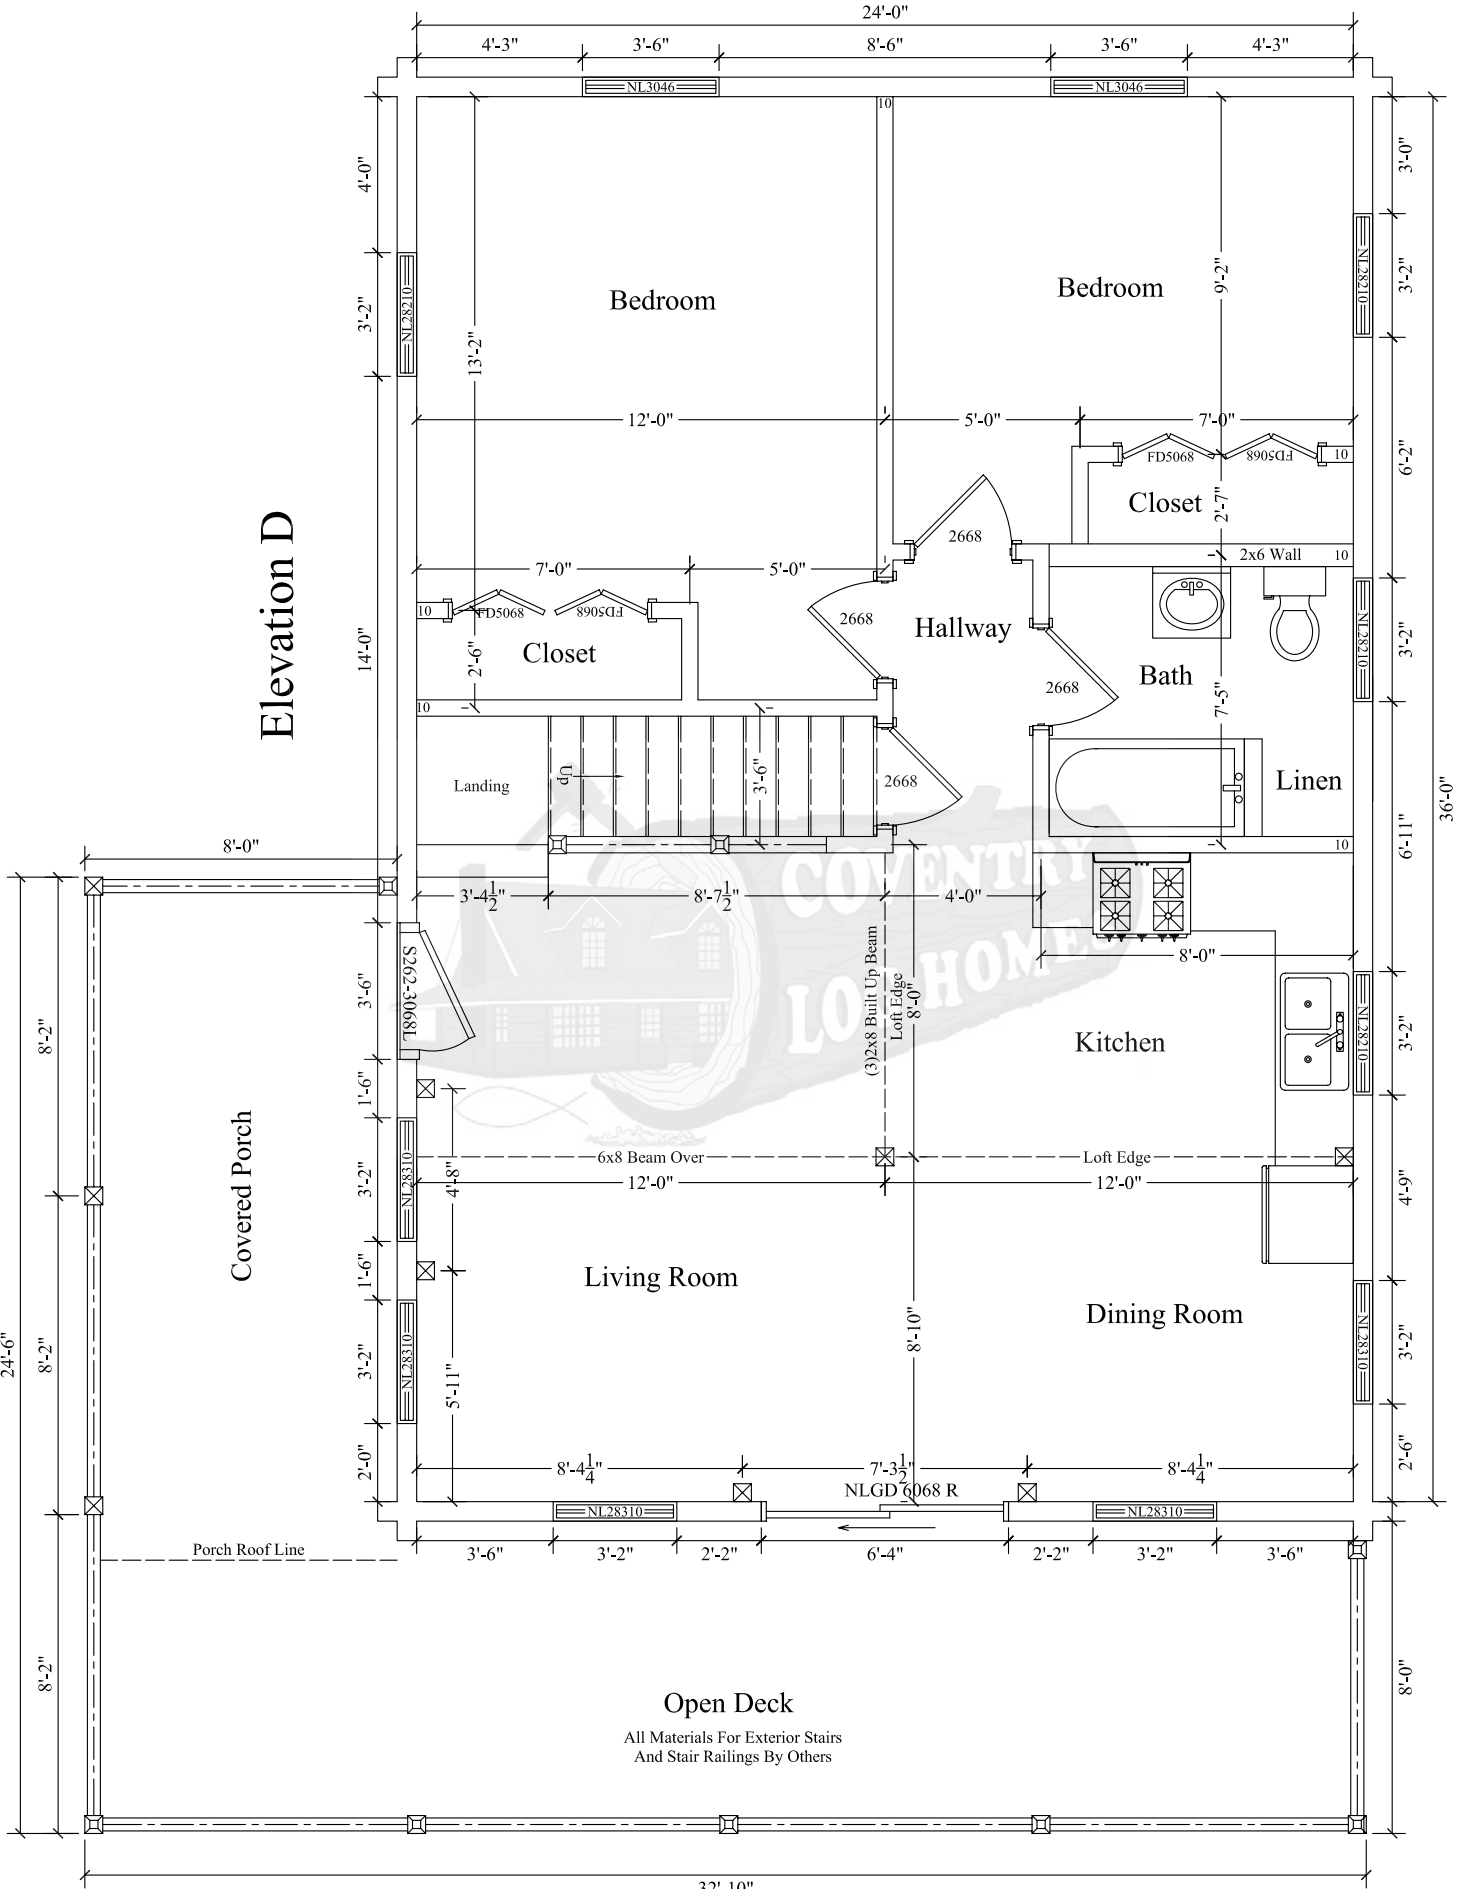 24'-0"
4'-3"
3'-6"
8'-6"
3'-6"
4'-3"
NL3046
NL3046
10
4'-0"
3'-2"
14'-0"
NL28210
Bedroom
Bedroom
13'-2"
9'-2"
3'-0"
3'-2"
6'-2"
NL28210
12'-0"
5'-0"
7'-0"
FD5068
FD5068
10
Closet
2'-7"
2668
2x6 Wall
10
Elevation D
7'-0"
5'-0"
10
FD5068
FD5068
2668
Hallway
Closet
2'-6"
2668
Bath
7'-5"
3'-2"
NL28210
36'-0"
10
Landing
Up
3'-6"
2668
Linen
6'-11"
10
COVENTRY
LOG HOMES
8'-0"
3'-4 1/2"
8'-7 1/2"
4'-0"
8'-0"
S262-3068L
3'-6"
8'-2"
(3)2x8 Built Up Beam
Loft Edge
8'-0"
Kitchen
NL28210
3'-2"
1'-6"
Covered Porch
3'-2"
NL28310
4'-8"
6x8 Beam Over
Loft Edge
12'-0"
12'-0"
4'-9"
1'-6"
Living Room
Dining Room
24'-6"
8'-2"
3'-2"
NL28310
5'-11"
8'-10"
NL28310
3'-2"
2'-0"
8'-4 1/4"
7'-3 1/2"
8'-4 1/4"
2'-6"
NLGD 6068 R
NL28310
NL28310
Porch Roof Line
3'-6"
3'-2"
2'-2"
6'-4"
2'-2"
3'-2"
3'-6"
8'-2"
Open Deck
All Materials For Exterior Stairs
And Stair Railings By Others
8'-0"
32'-10"